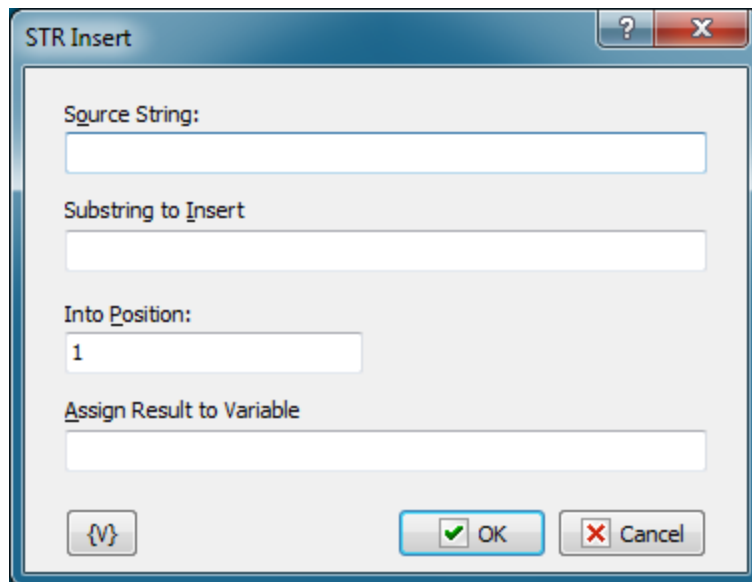 STR Insert
?
Source String:
Substring to Insert
Into Position:
1
Assign Result to Variable
{V}
OK
Cancel